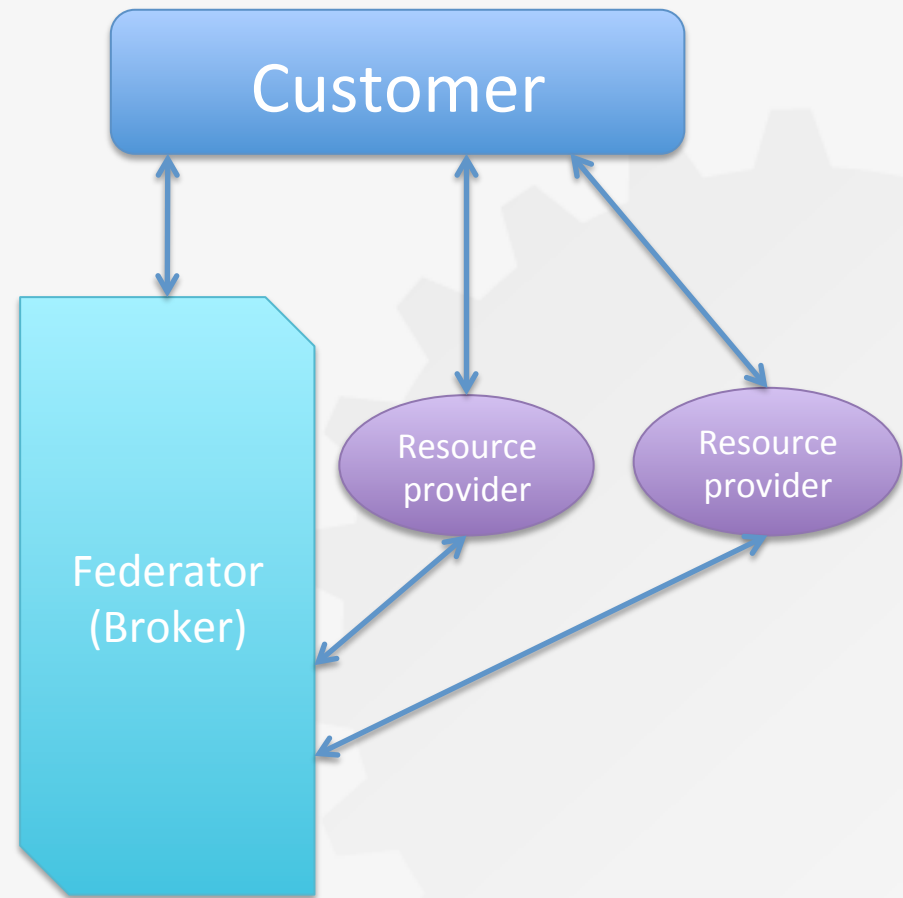 Customer
Resource
provider
Resource
provider
Federator
(Broker)